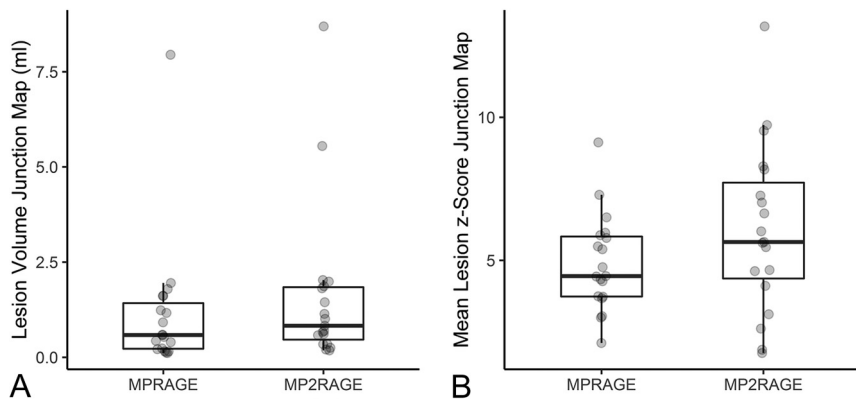 Lesion Volume Junction Map (ml)
7.5
5.0
2.5
0.0
MPRAGE
MP2RAGE
A
Mean Lesion z-Score Junction Map
10
5
MPRAGE
MP2RAGE
B